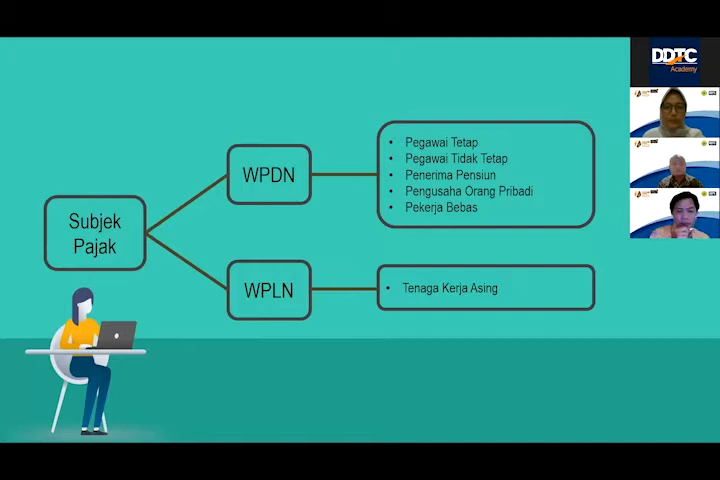 DDTC
Academy
Subjek
Pajak
WPDN
• Pegawai Tetap
• Pegawai Tidak Tetap
• Penerima Pensiun
• Pengusaha Orang Pribadi
• Pekerja Bebas
WPLN
• Tenaga Kerja Asing